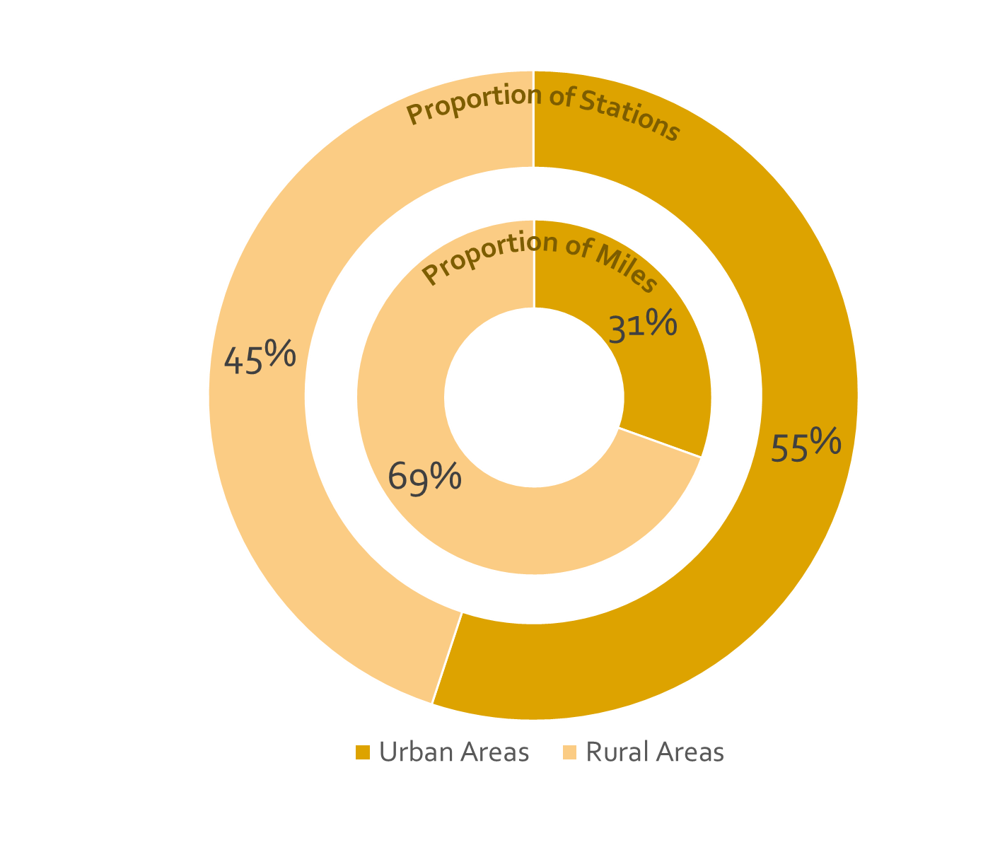 Proportion of Stations
Proportion of Miles
31%
45%
55%
69%
Urban Areas
Rural Areas